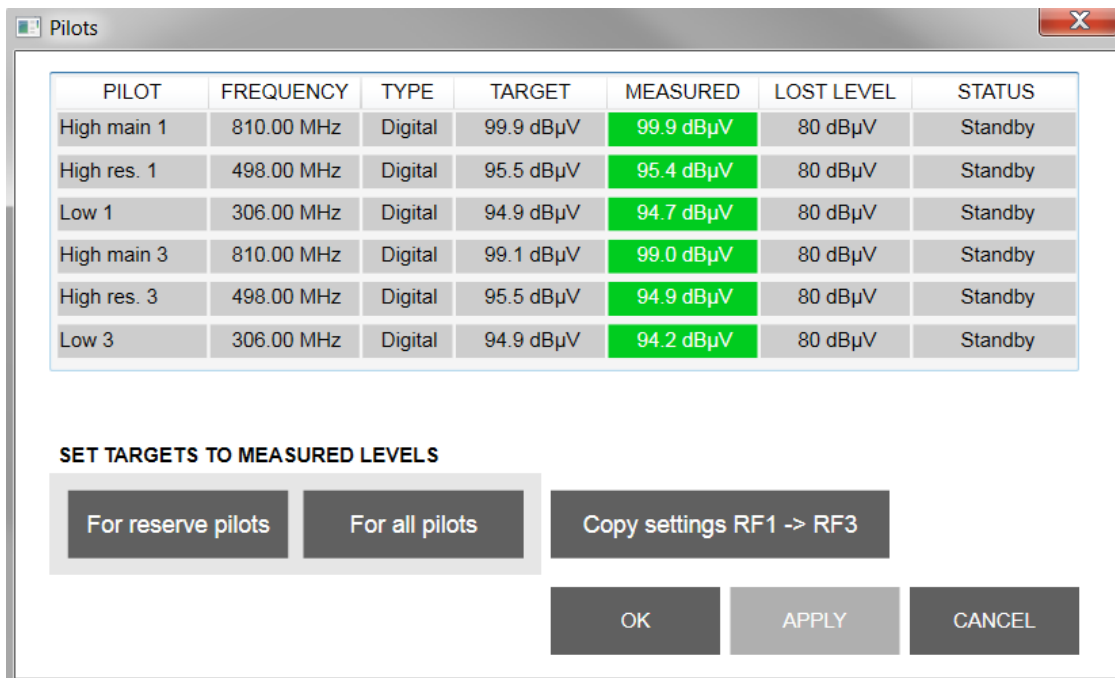 Pilots
X
PILOT FREQUENCY TYPE TARGET MEASURED LOST LEVEL STATUS
High main 1 810.00 MHz Digital 99.9 dBµV 99.9 dBµV 80 dBµV Standby
High res. 1 498.00 MHz Digital 95.5 dBµV 95.4 dBµV 80 dBµV Standby
Low 1 306.00 MHz Digital 94.9 dBµV 94.7 dBµV 80 dBµV Standby
High main 3 810.00 MHz Digital 99.1 dBµV 99.0 dBµV 80 dBµV Standby
High res. 3 498.00 MHz Digital 95.5 dBµV 94.9 dBµV 80 dBµV Standby
Low 3 306.00 MHz Digital 94.9 dBµV 94.2 dBµV 80 dBµV Standby
SET TARGETS TO MEASURED LEVELS
For reserve pilots For all pilots Copy settings RF1 -> RF3
OK APPLY CANCEL